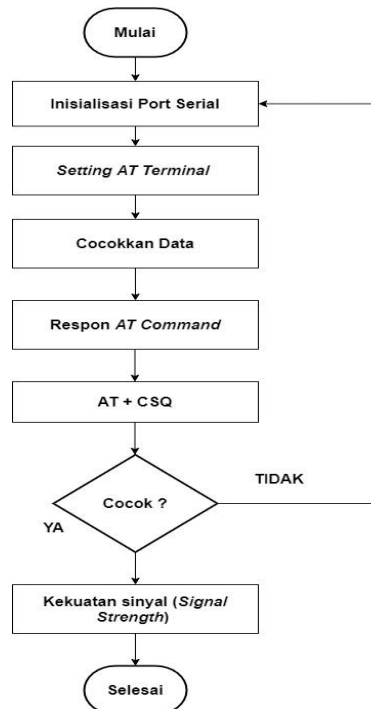 Mulai
Inisialisasi Port Serial
Setting AT Terminal
Cocokkan Data
Respon AT Command
AT + CSQ
Cocok ?
TIDAK
YA
Kekuatan sinyal (Signal
Strength)
Selesai